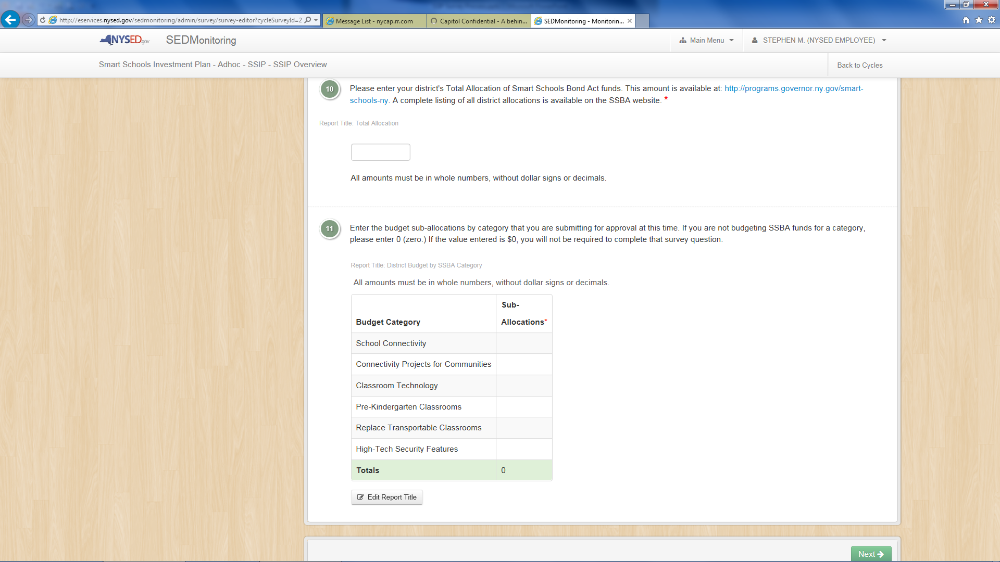 http://eservices.nysed.gov/sedmonitoring/admin/survey/survey-editor?cycleSurveyId=2
Message List - nycap.rr.com
Capitol Confidential - A behin...
SEDMonitoring - Monitorin...
NYSED.gov
SEDMonitoring
Main Menu
STEPHEN M. (NYSED EMPLOYEE)
Smart Schools Investment Plan - Adhoc - SSIP - SSIP Overview
Back to Cycles
10
Please enter your district's Total Allocation of Smart Schools Bond Act funds. This amount is available at: http://programs.governor.ny.gov/smart-
schools-ny. A complete listing of all district allocations is available on the SSBA website. *
Report Title: Total Allocation
All amounts must be in whole numbers, without dollar signs or decimals.
11
Enter the budget sub-allocations by category that you are submitting for approval at this time. If you are not budgeting SSBA funds for a category,
please enter 0 (zero.) If the value entered is $0, you will not be required to complete that survey question.
Report Title: District Budget by SSBA Category
All amounts must be in whole numbers, without dollar signs or decimals.
Sub-
Budget Category Allocations*
School Connectivity
Connectivity Projects for Communities
Classroom Technology
Pre-Kindergarten Classrooms
Replace Transportable Classrooms
High-Tech Security Features
Totals 0
Edit Report Title
Next